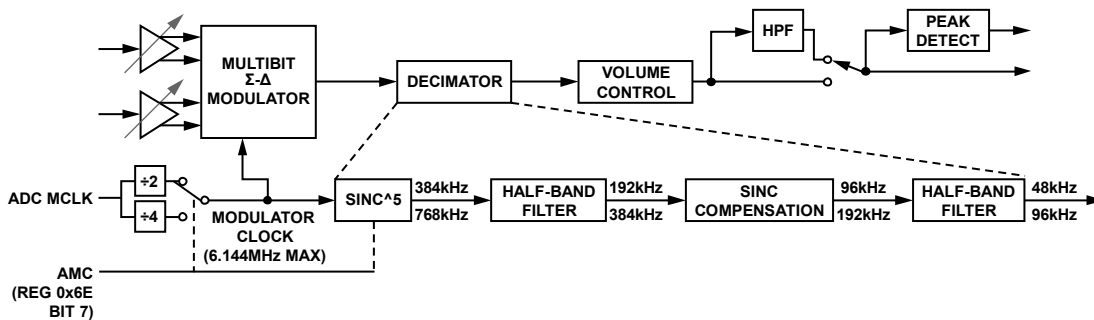 HPF
PEAK
DETECT
MULTIBIT
Σ-Δ
MODULATOR
DECIMATOR
VOLUME
CONTROL
ADC MCLK
÷2
÷4
MODULATOR
CLOCK
(6.144MHz MAX)
SINC^5
384kHz
768kHz
HALF-BAND
FILTER
192kHz
384kHz
SINC
COMPENSATION
96kHz
192kHz
HALF-BAND
FILTER
48kHz
96kHz
AMC
(REG 0x6E
BIT 7)